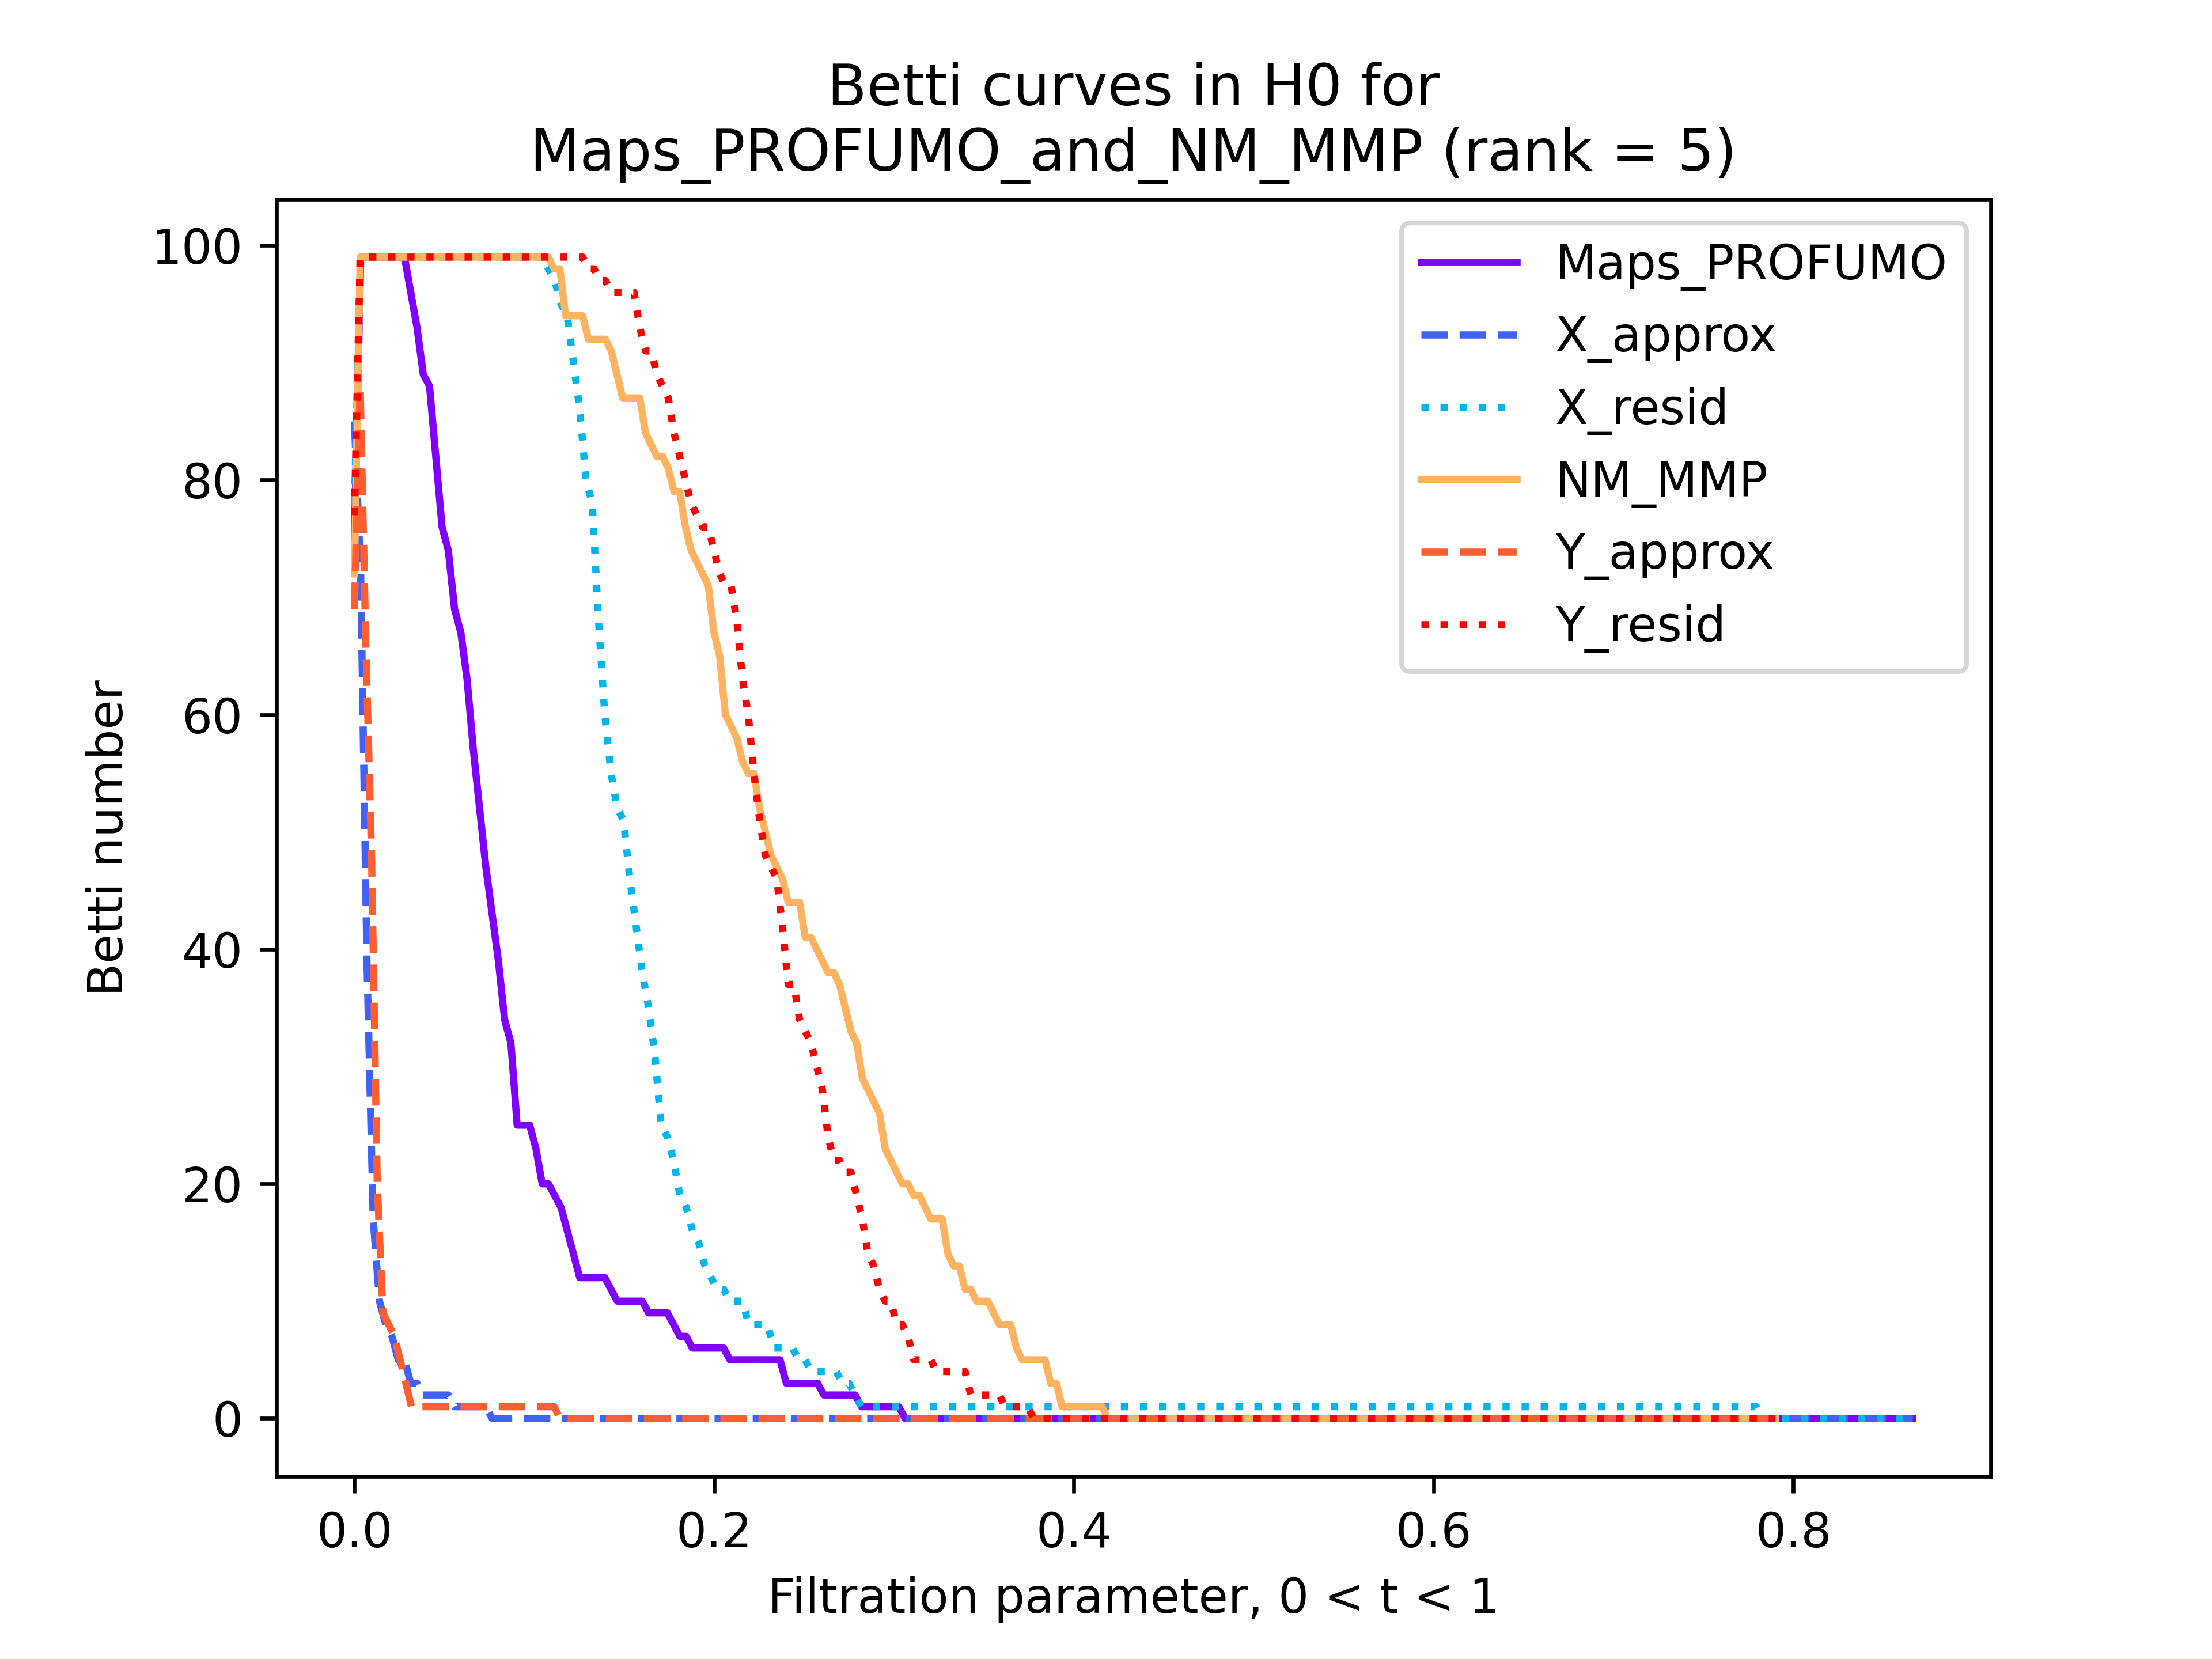 Betti curves in H0 for
Maps_PROFUMO_and_NM_MMP (rank = 5)
100
80
60
40
20
0
Betti number
Maps_PROFUMO
X_approx
X_resid
NM_MMP
Y_approx
Y_resid
0.0 0.2 0.4 0.6 0.8
Filtration parameter, 0 < t < 1